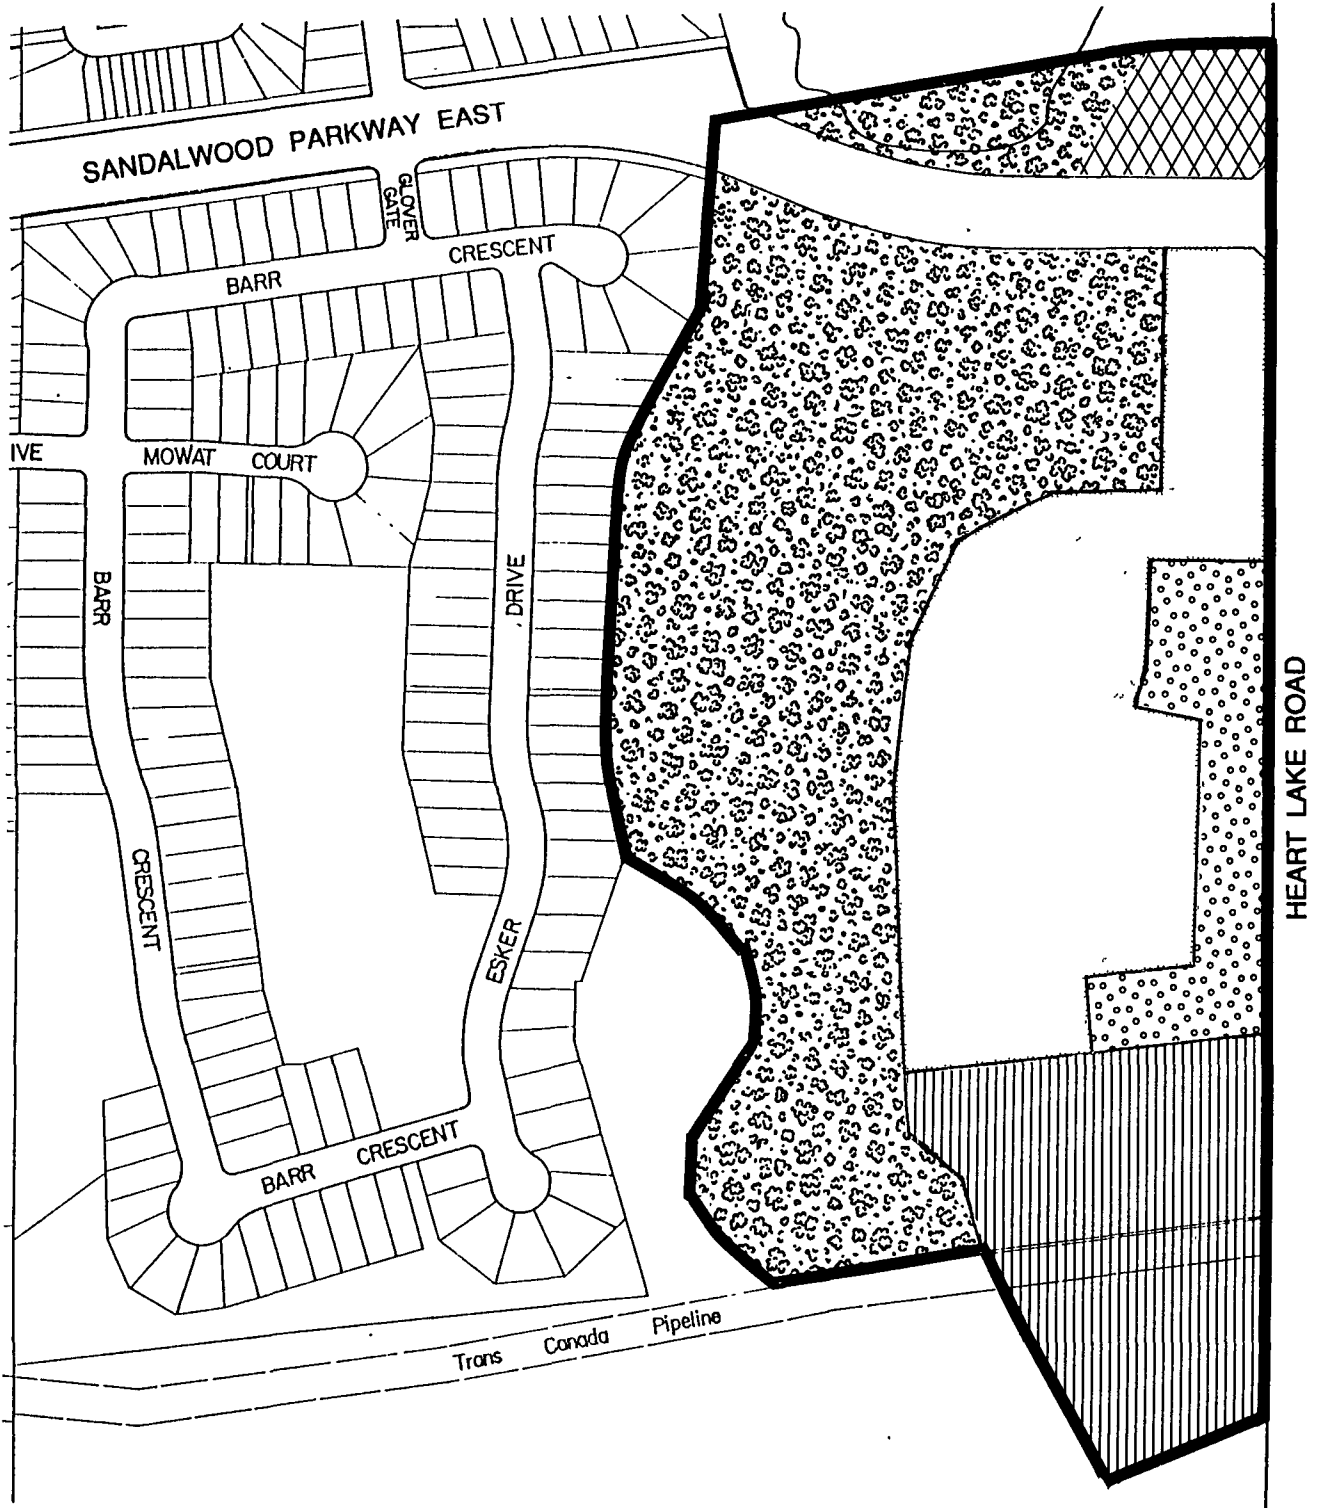 SANDALWOOD PARKWAY EAST
GLOVER
GATE
BARR
CRESCENT
IVE
MOWAT COURT
BARR
DRIVE
HEART LAKE ROAD
CRESCENT
ESKER
BARR CRESCENT
Trans Canada Pipeline